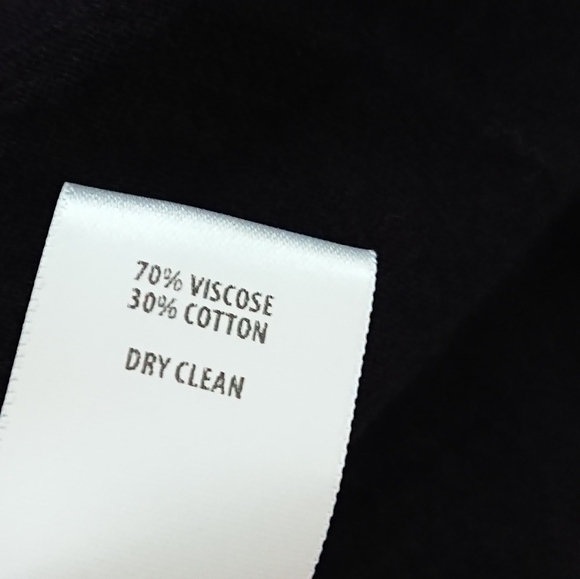 70% VISCOSE
30% COTTON
DRY CLEAN